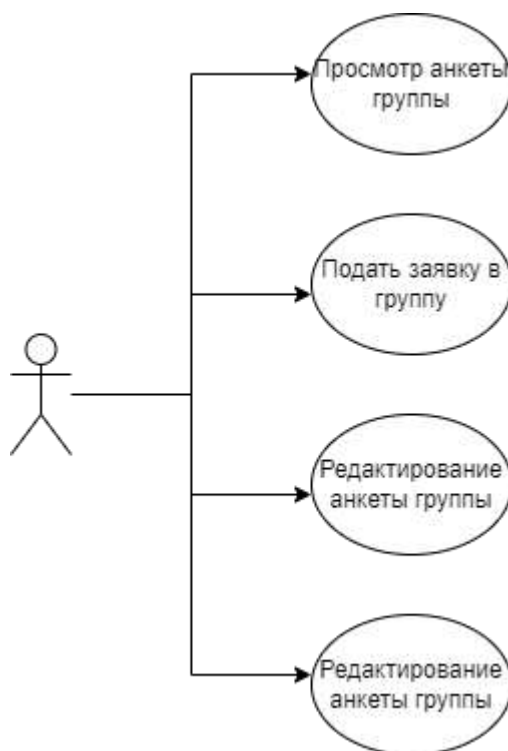 Просмотр анкеты
группы
Подать заявку в
группу
Редактирование
анкеты группы
Редактирование
анкеты группы